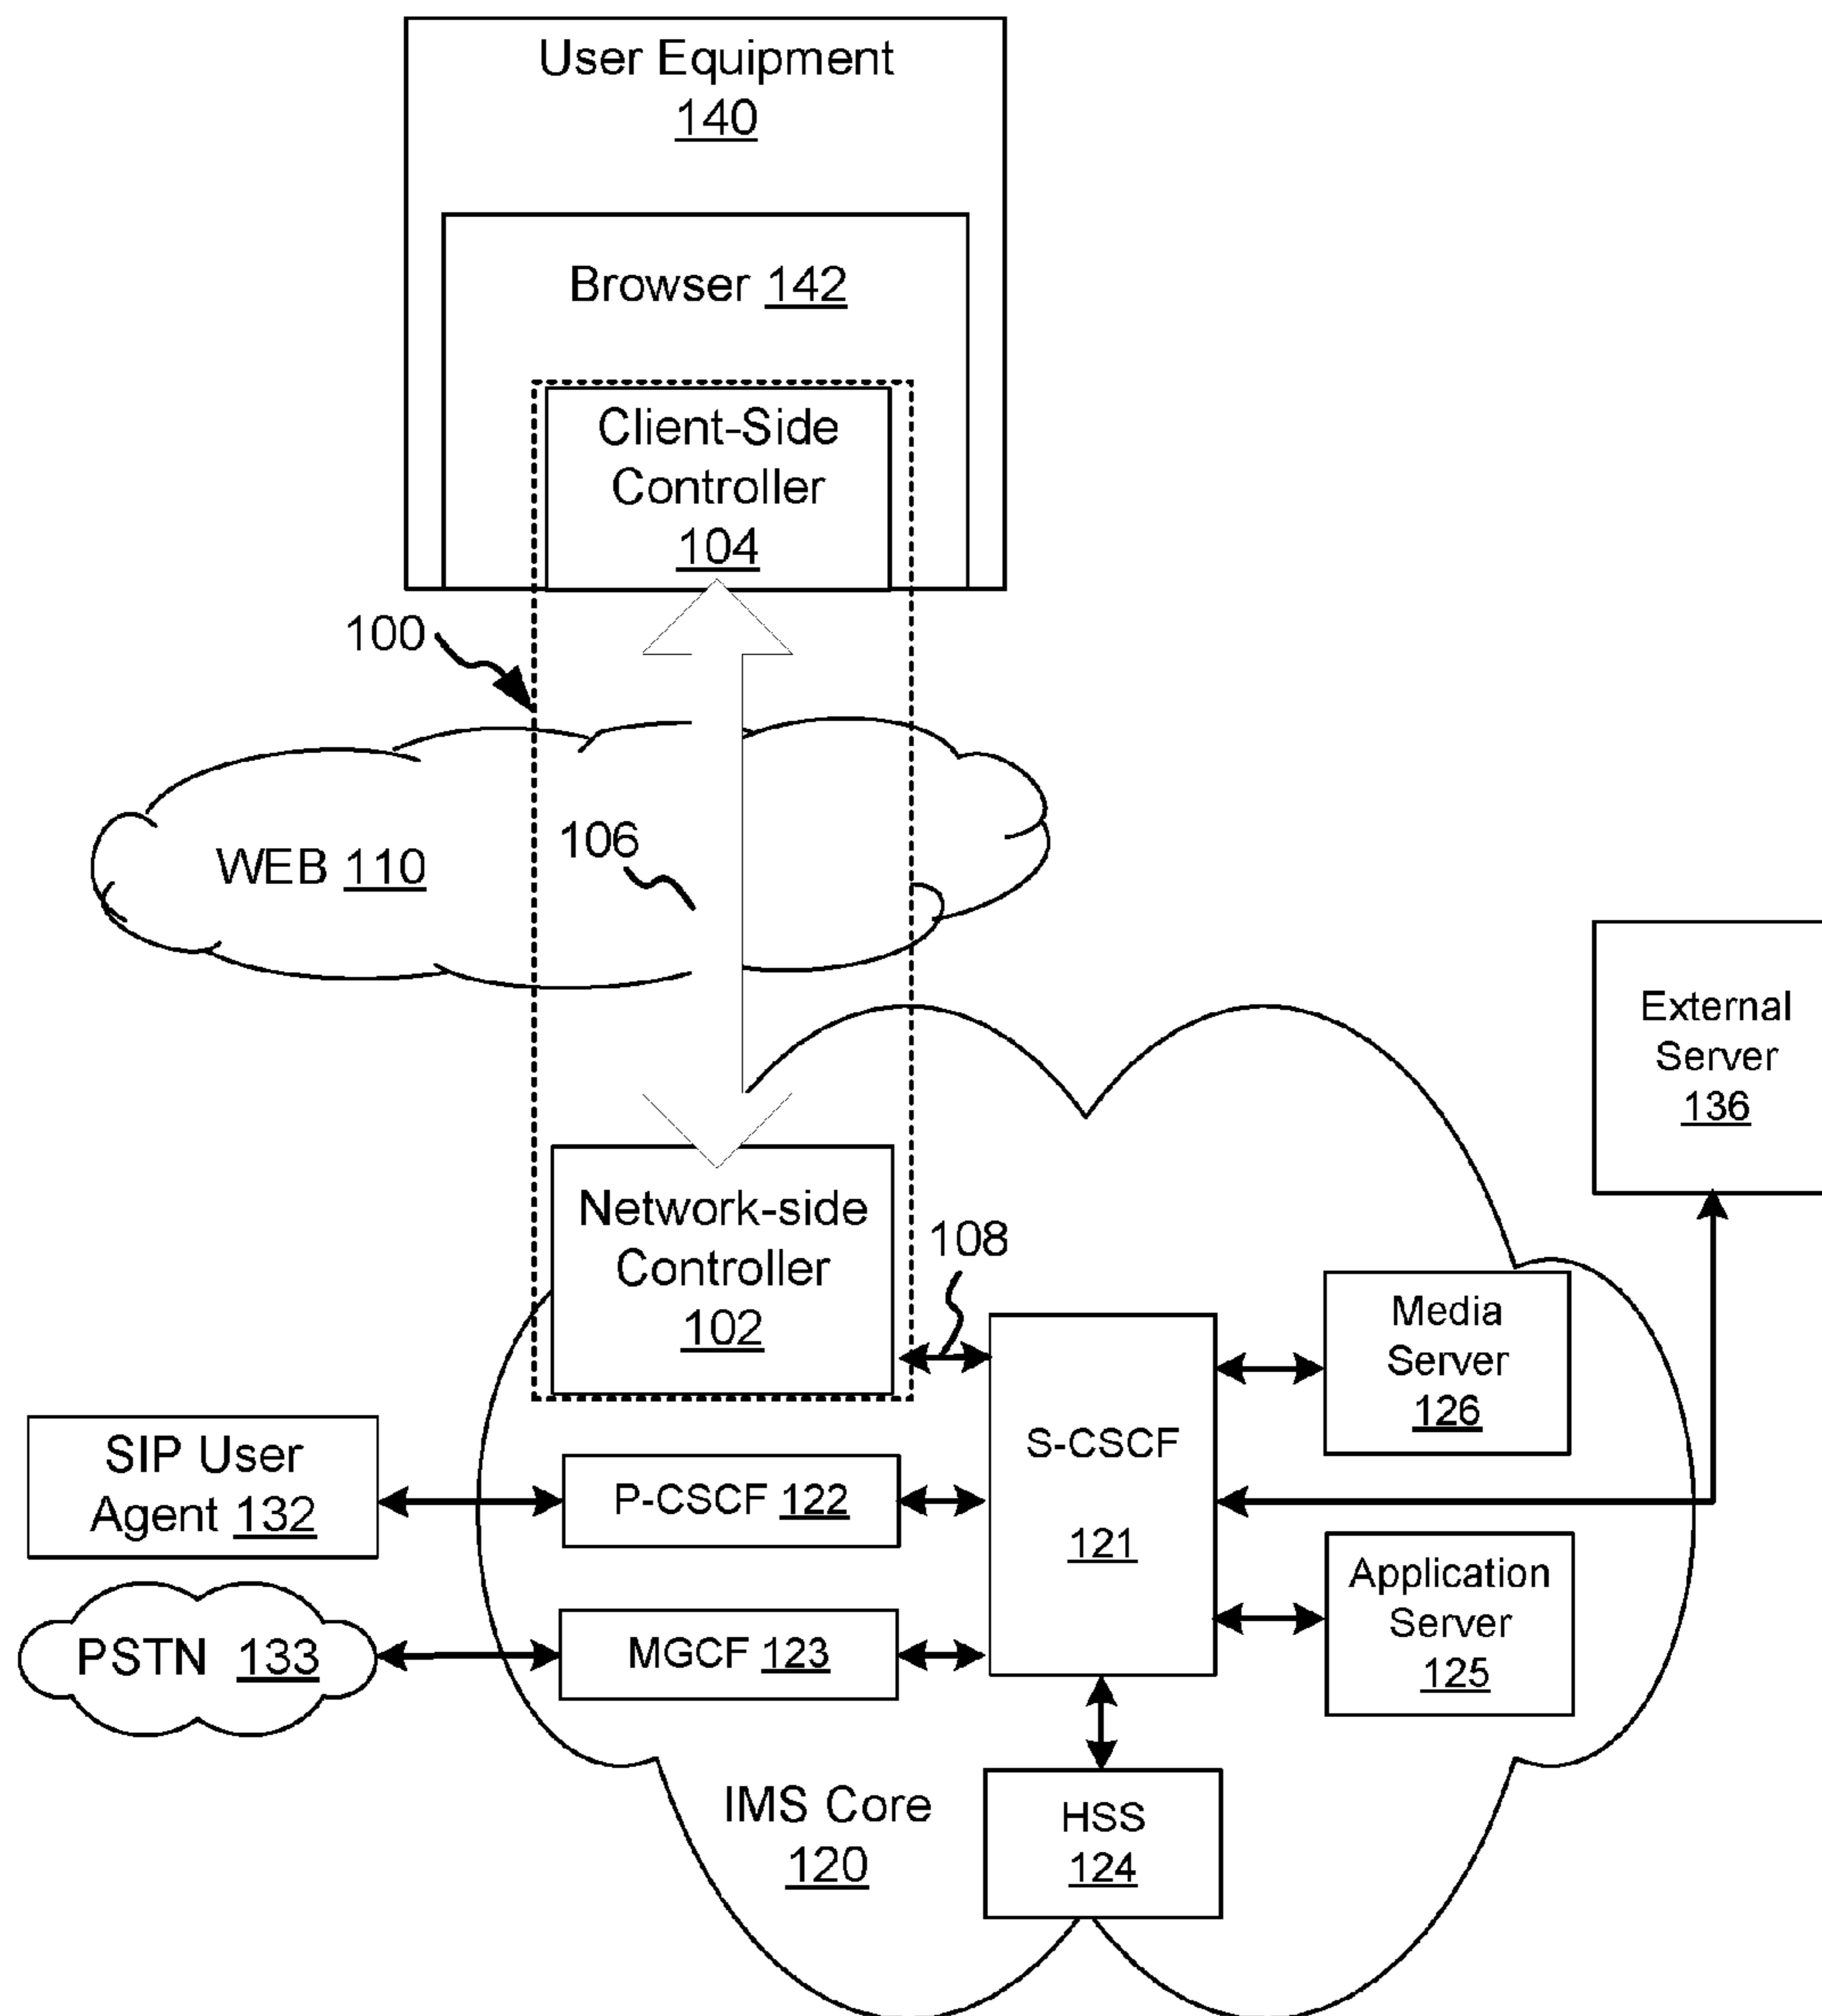 User Equipment
140
Browser 142
Client-Side
Controller
104
100
106
WEB 110
External
Server
136
Network-side
Controller
102
108
Media
Server
126
S-CSCF
121
SIP User
Agent 132
P-CSCF 122
Application
Server
125
PSTN 133
MGCF 123
IMS Core
120
HSS
124